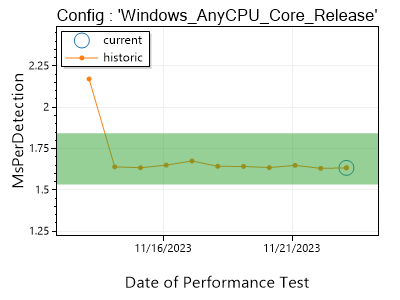 Config : 'Windows_AnyCPU_Core_Release'
current
historic
MsPerDetection
2.25
2
1.75
1.5
1.25
11/16/2023
11/21/2023
Date of Performance Test